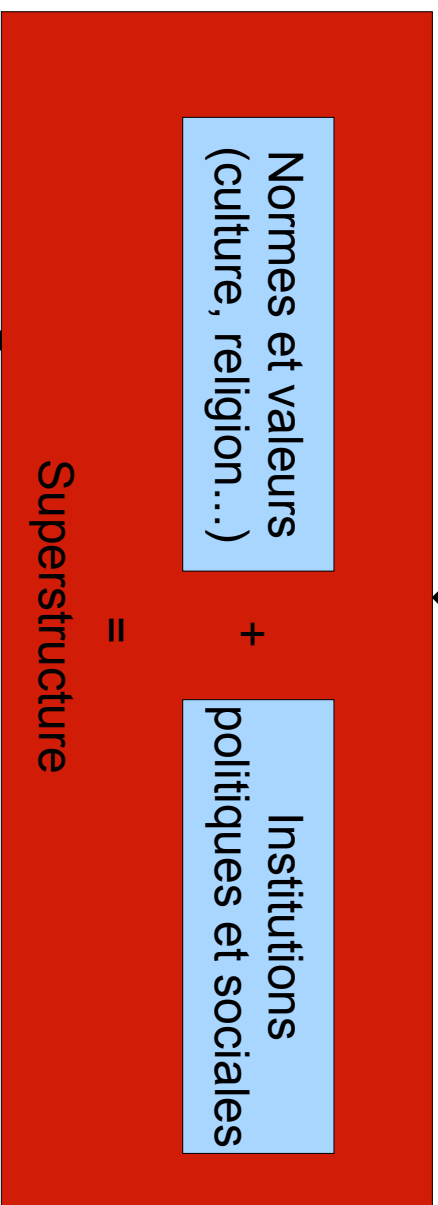 Normes et valeurs
(culture, religion...)
+
Institutions
politiques et sociales
=
Superstructure